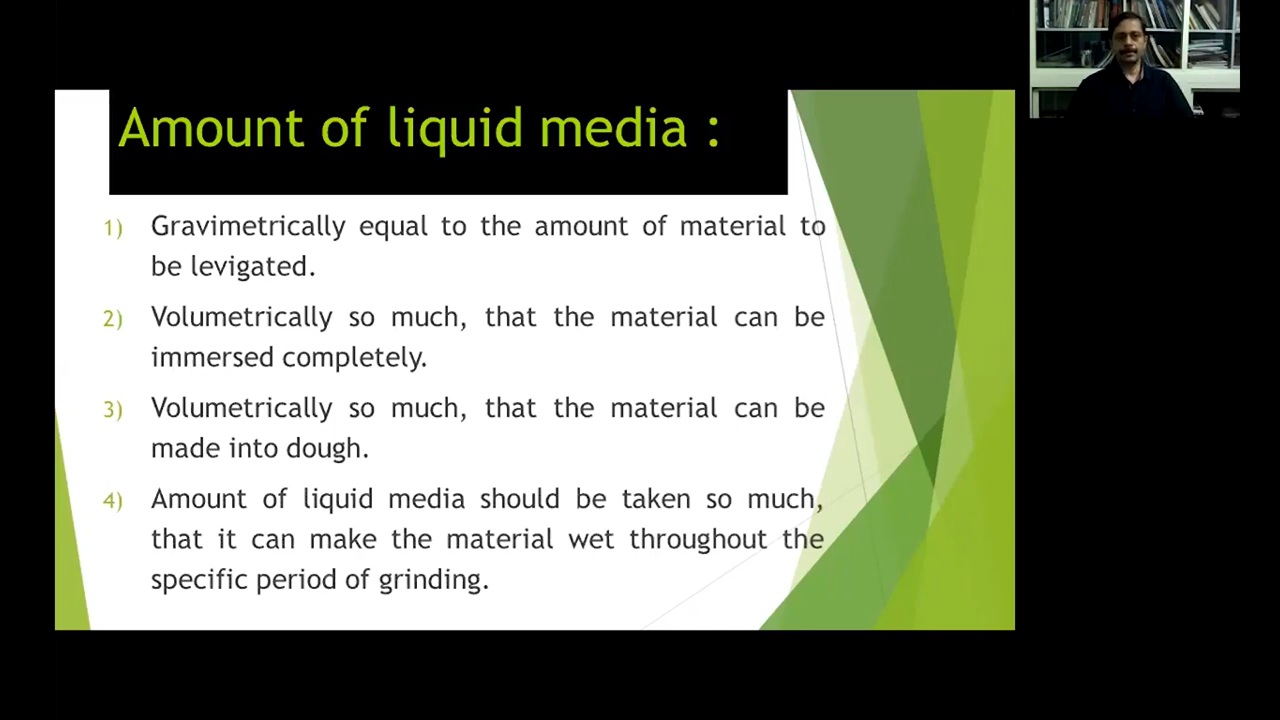 Amount of liquid media :
1) Gravimetrically equal to the amount of material to
be levigated.
2) Volumetrically so much, that the material can be
immersed completely.
3) Volumetrically so much, that the material can be
made into dough.
4) Amount of liquid media should be taken so much,
that it can make the material wet throughout the
specific period of grinding.